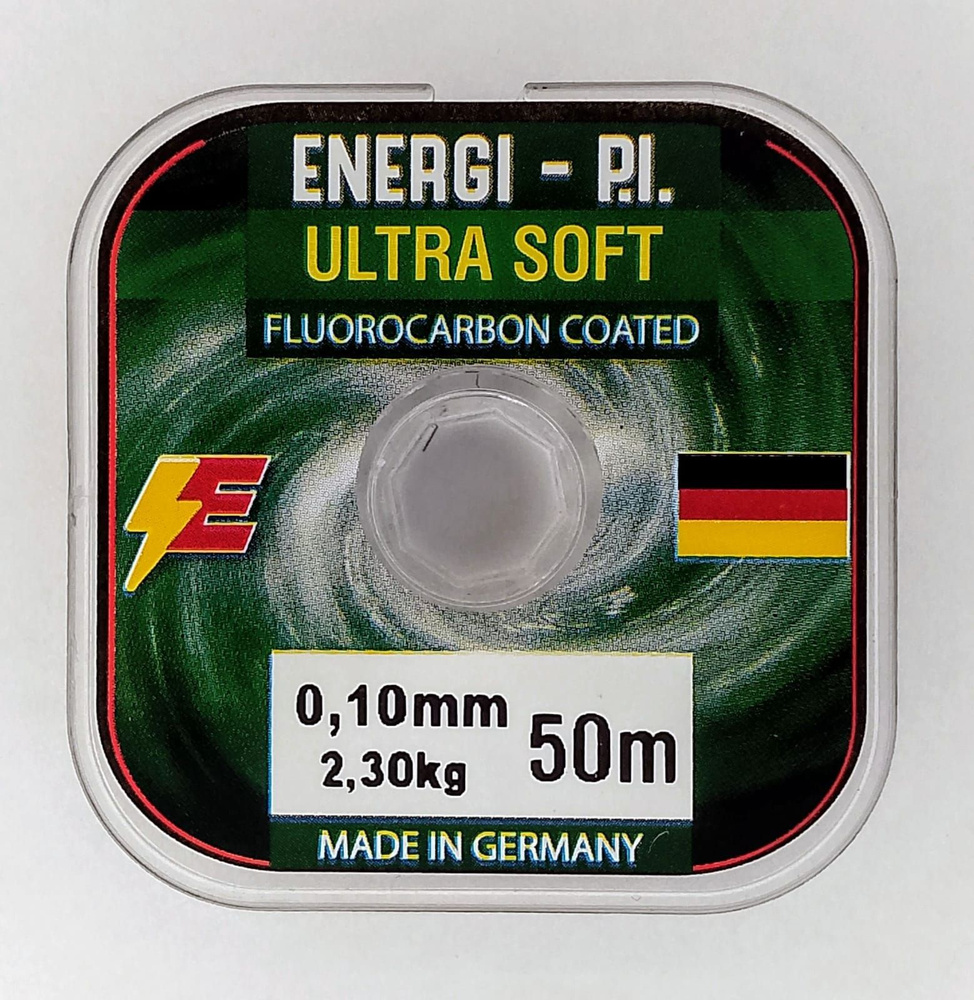 ENERGI - P.I.
ULTRA SOFT
FLUOROCARBON COATED
E
0,10mm
2,30kg
50m
MADE IN GERMANY